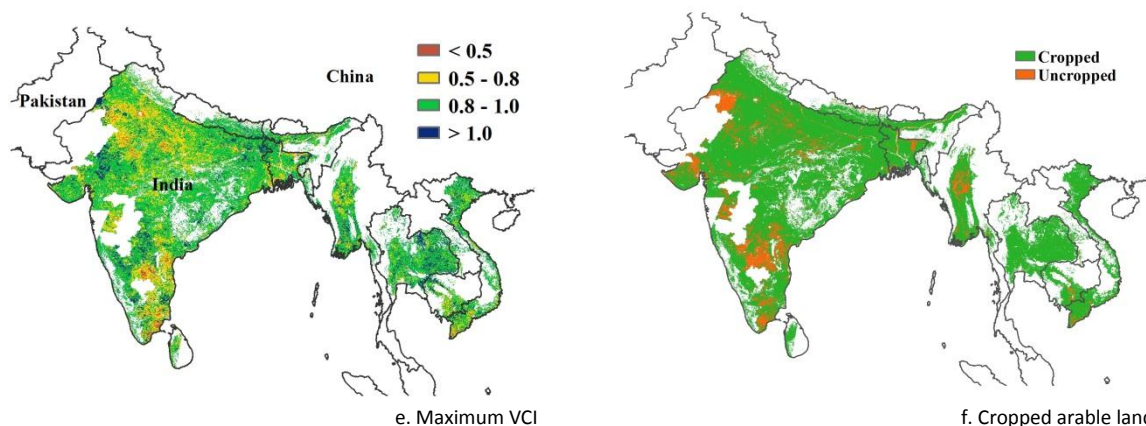 < 0.5
0.5 - 0.8
0.8 - 1.0
> 1.0
China
Pakistan
India
e. Maximum VCI
Cropped
Uncropped
f. Cropped arable land